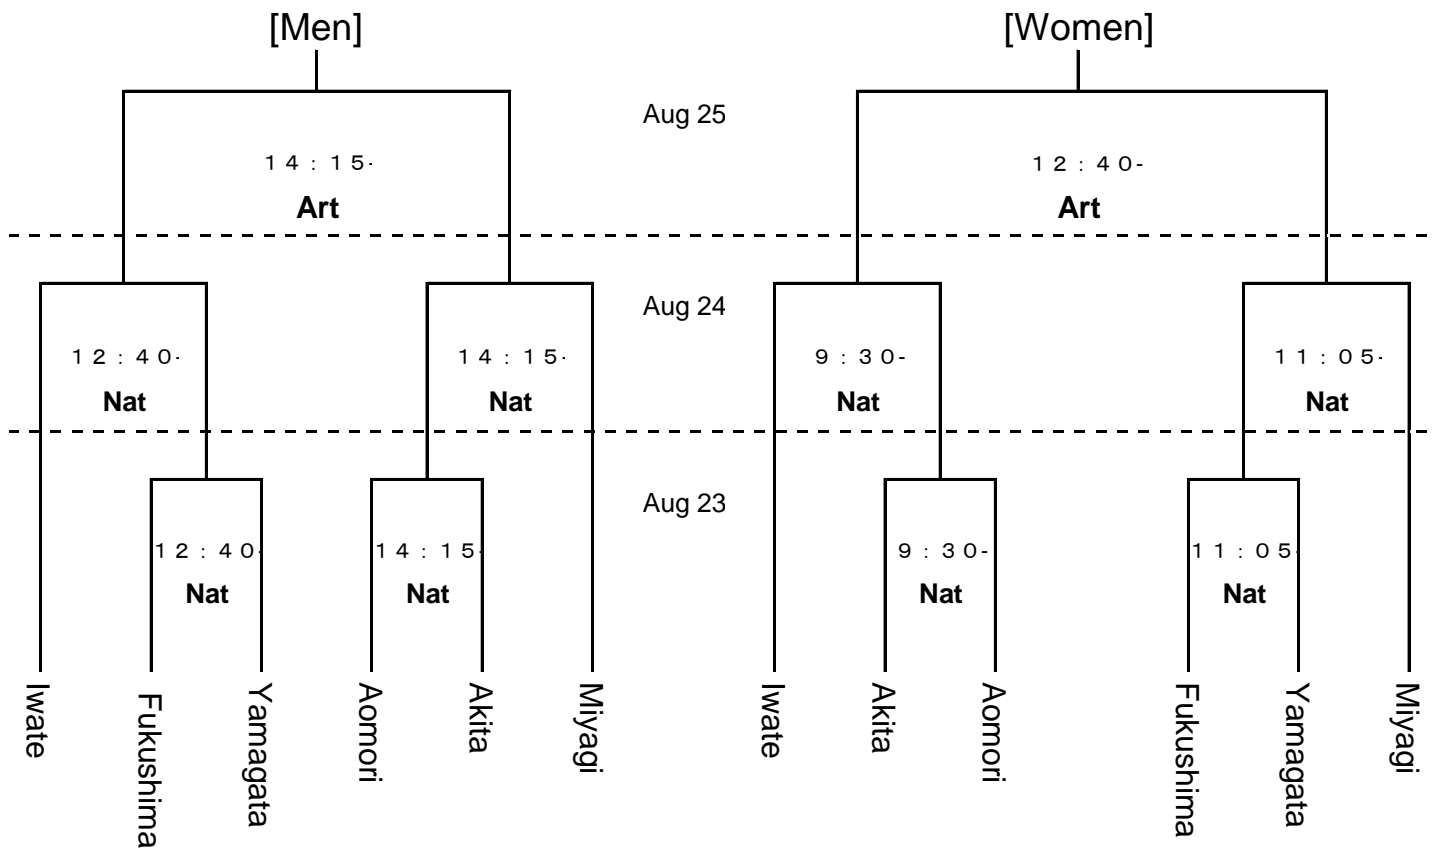 [Men]
[Women]
Aug 25
14:15-
12:40-
Art
Art
Aug 24
12:40-
14:15-
9:30-
11:05-
Nat
Nat
Nat
Nat
Aug 23
12:40-
14:15-
9:30-
11:05-
Nat
Nat
Nat
Nat
Iwate
Fukushima
Yamagata
Aomori
Akita
Miyagi
Iwate
Akita
Aomori
Fukushima
Yamagata
Miyagi